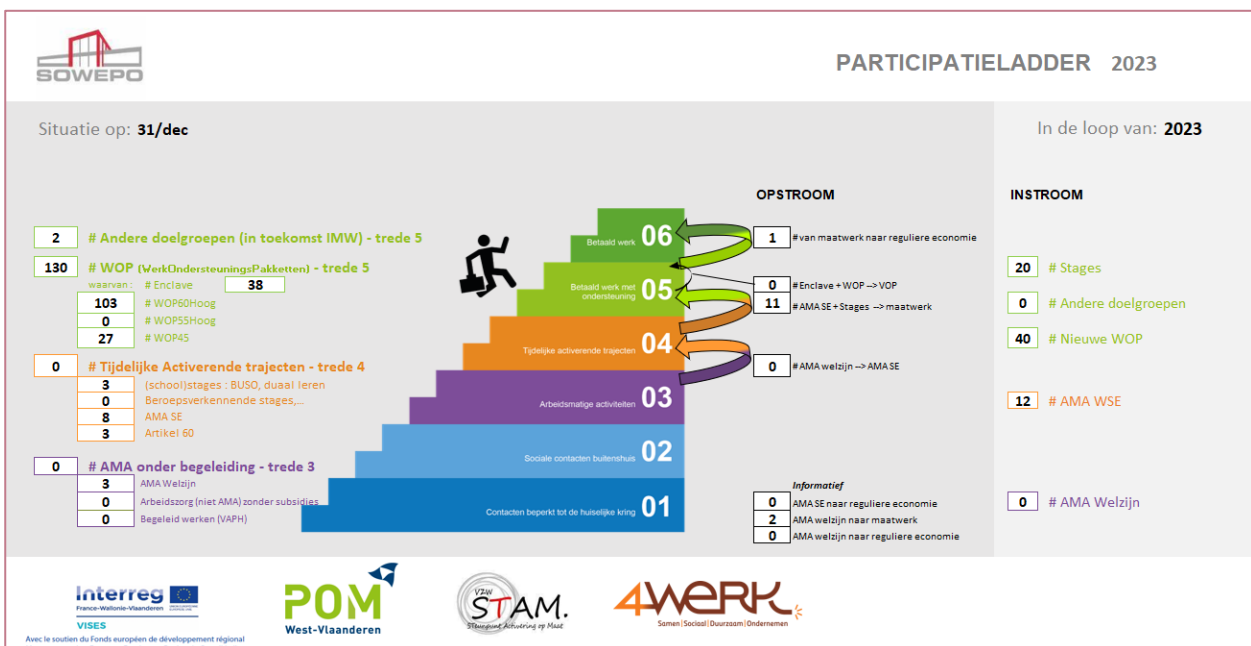 SOWEPO
PARTICIPATIELADDER 2023
Situatie op: 31/dec
In de loop van: 2023
2 # Andere doelgroepen (in toekomst IMW) - trede 5
130 # WOP (WerkOndersteuningsPakketten) - trede 5
waarvan : # Enclave 38
103 # WOP60Hoog
0 # WOP55Hoog
27 # WOP45
0 # Tijdelijke Activerende trajecten - trede 4
3 (school)stages : BUSO, duaal leren
0 Beroepsverkennende stages,...
8 AMA SE
3 Artikel 60
0 # AMA onder begeleiding - trede 3
3 AMA Welzijn
0 Arbeidszorg (niet AMA) zonder subsidies
0 Begeleid werken (VAPH)
Betaald werk 06
Betaald werk met
ondersteuning 05
Tijdelijke activerende trajecten 04
Arbeidsmatige activiteiten 03
Sociale contacten buitenshuis 02
Contacten beperkt tot de huiselijke kring 01
OPSTROOM
1 # van maatwerk naar reguliere economie
0 # Enclave + WOP --> VOP
11 # AMA SE + Stages --> maatwerk
0 # AMA welzijn --> AMA SE
Informatief
0 AMA SE naar reguliere economie
2 AMA welzijn naar maatwerk
0 AMA welzijn naar reguliere economie
INSTROOM
20 # Stages
0 # Andere doelgroepen
40 # Nieuwe WOP
12 # AMA WSE
0 # AMA Welzijn
Interreg
France-Wallonie-Vlaanderen
VISES
Avec le soutien du Fonds européen de développement régional
POM
West-Vlaanderen
VZW
STAM.
Steunpunt Activering op Maat
4WERK
Samen|Sociaal|Duurzaam|Ondernemen